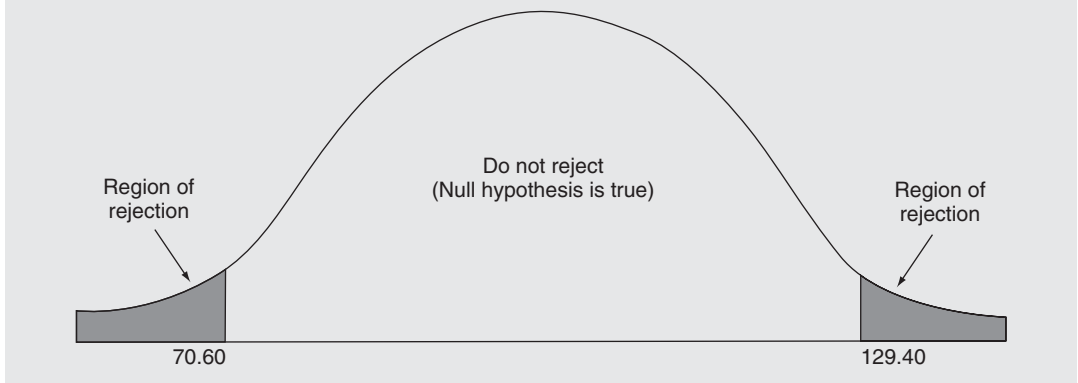 Do not reject
(Null hypothesis is true)
Region of
rejection
Region of
rejection
70.60
129.40